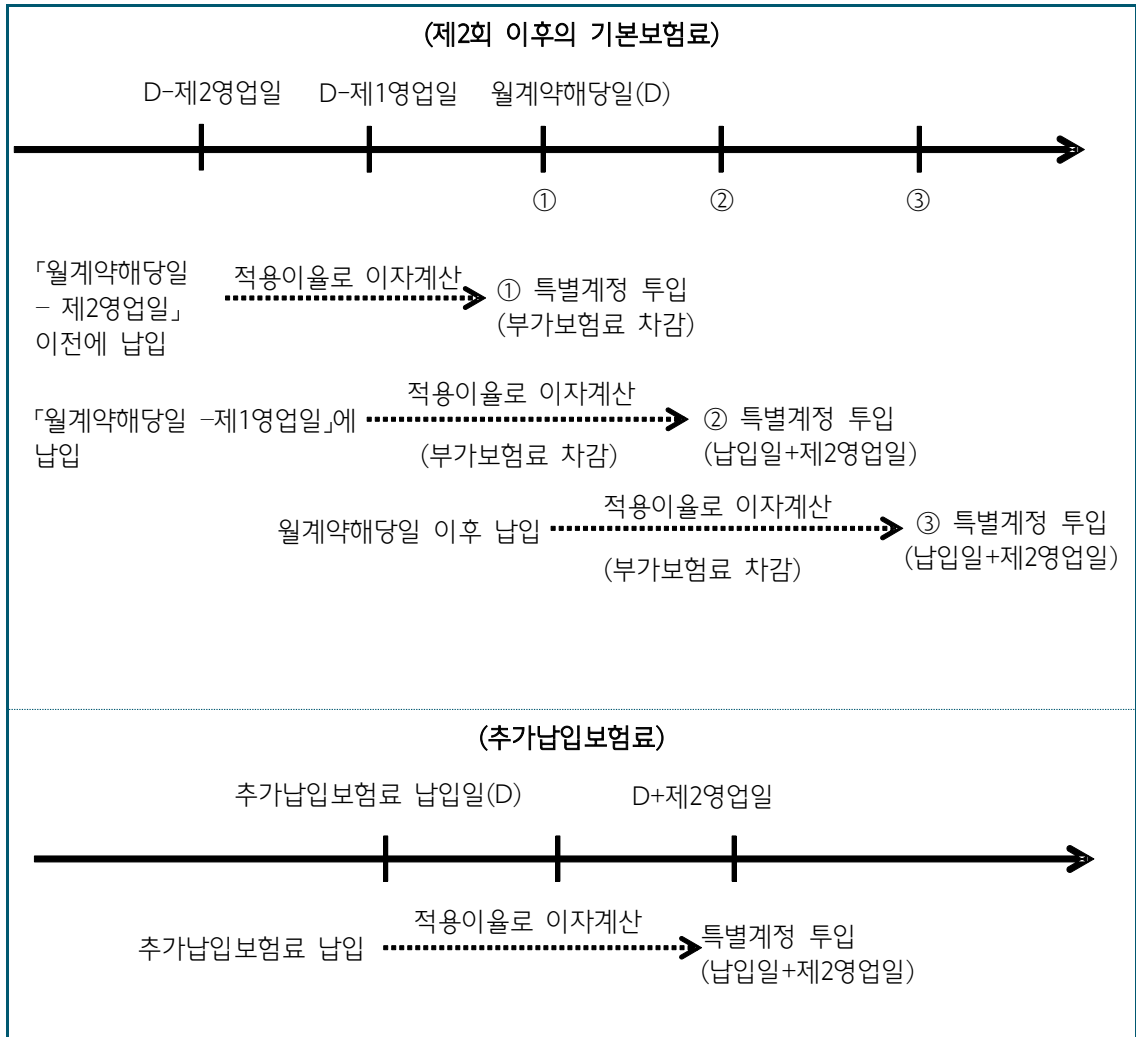 (제2회 이후의 기본보험료)
D-제2영업일 D-제1영업일 월계약해당일(D)
① ② ③
「월계약해당일
- 제2영업일」
이전에 납입
적용이율로 이자계산
① 특별계정 투입
(부가보험료 차감)
「월계약해당일 -제1영업일」에
납입
적용이율로 이자계산
(부가보험료 차감)
② 특별계정 투입
(납입일+제2영업일)
월계약해당일 이후 납입
적용이율로 이자계산
(부가보험료 차감)
③ 특별계정 투입
(납입일+제2영업일)
(추가납입보험료)
추가납입보험료 납입일(D) D+제2영업일
추가납입보험료 납입
적용이율로 이자계산
특별계정 투입
(납입일+제2영업일)